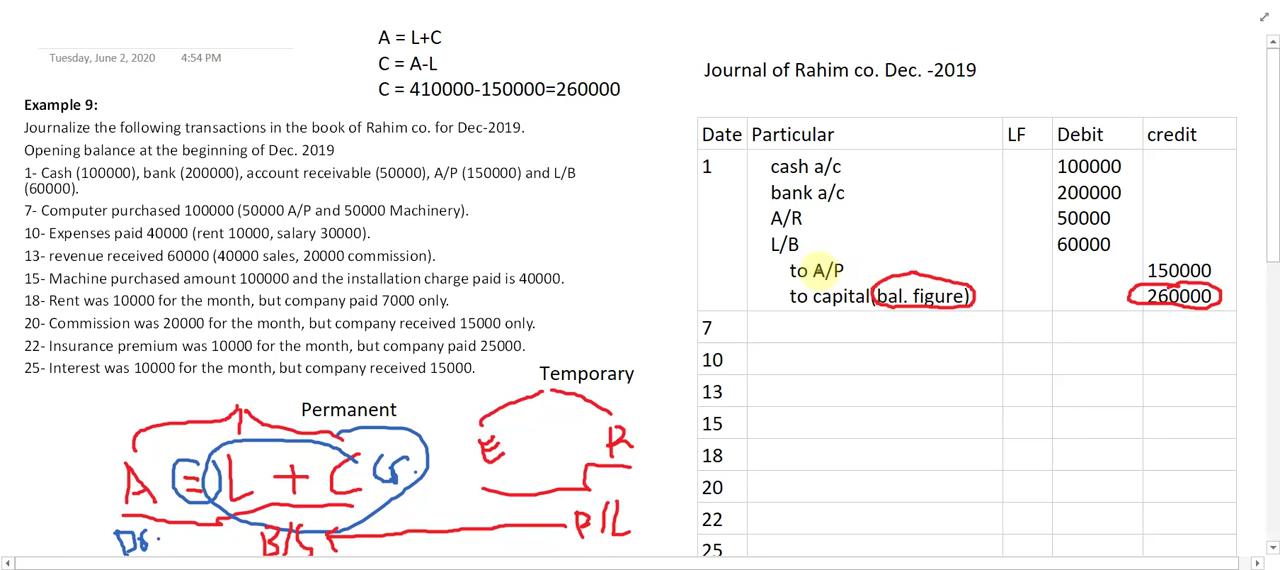 A = L+C
C = A-L
C = 410000-150000=260000
Tuesday, June 2, 2020 4:54 PM
Example 9:
Journalize the following transactions in the book of Rahim co. for Dec-2019.
Opening balance at the beginning of Dec. 2019
1- Cash (100000), bank (200000), account receivable (50000), A/P (150000) and L/B
(60000).
7- Computer purchased 100000 (50000 A/P and 50000 Machinery).
10- Expenses paid 40000 (rent 10000, salary 30000).
13- revenue received 60000 (40000 sales, 20000 commission).
15- Machine purchased amount 100000 and the installation charge paid is 40000.
18- Rent was 10000 for the month, but company paid 7000 only.
20- Commission was 20000 for the month, but company received 15000 only.
22- Insurance premium was 10000 for the month, but company paid 25000.
25- Interest was 10000 for the month, but company received 15000.
Temporary
Permanent
E R
A = L + C Cr.
Dr. B/S P/L
Journal of Rahim co. Dec. -2019
Date Particular LF Debit credit
1 cash a/c 100000
bank a/c 200000
A/R 50000
L/B 60000
to A/P 150000
to capital(bal. figure) 260000
7
10
13
15
18
20
22
25